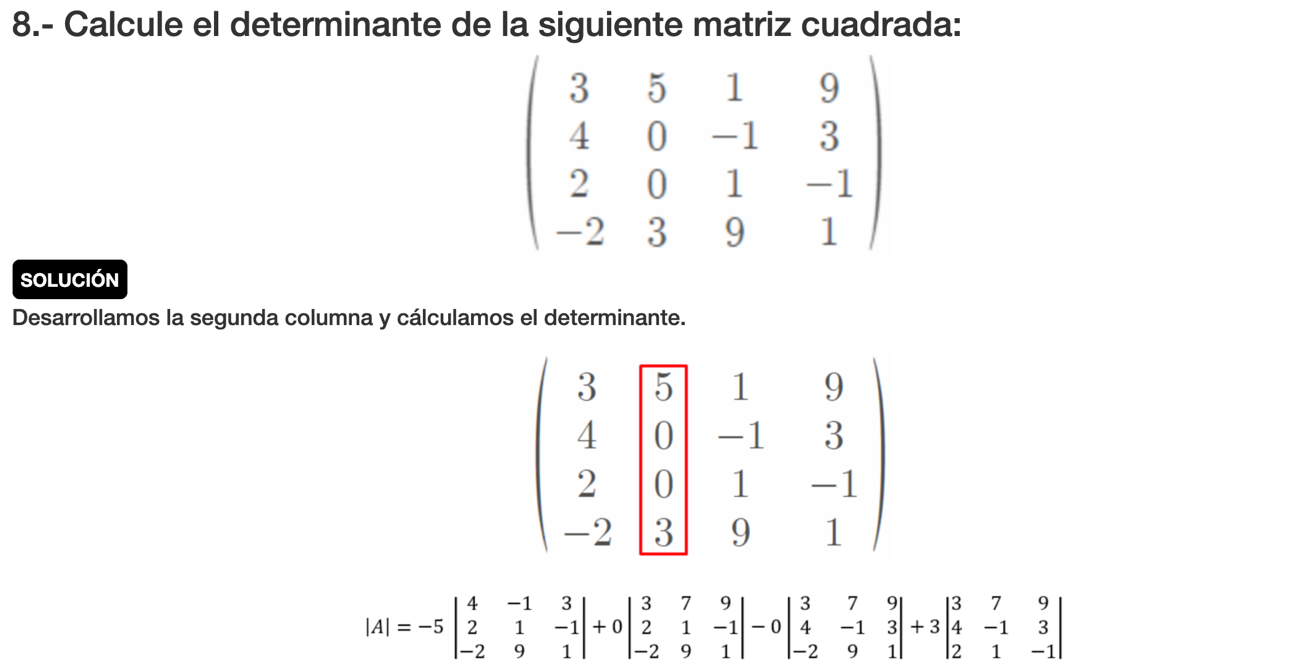 8.- Calcule el determinante de la siguiente matriz cuadrada:
3 5 1 9
4 0 −1 3
2 0 1 −1
−2 3 9 1
SOLUCIÓN
Desarrollamos la segunda columna y cálculamos el determinante.
3 5 1 9
4 0 −1 3
2 0 1 −1
−2 3 9 1
|A| = −5 |4 −1 3; 2 1 −1; −2 9 1| + 0 |3 7 9; 2 1 −1; −2 9 1| − 0 |3 7 9; 4 −1 3; −2 9 1| + 3 |3 7 9; 4 −1 3; 2 1 −1|